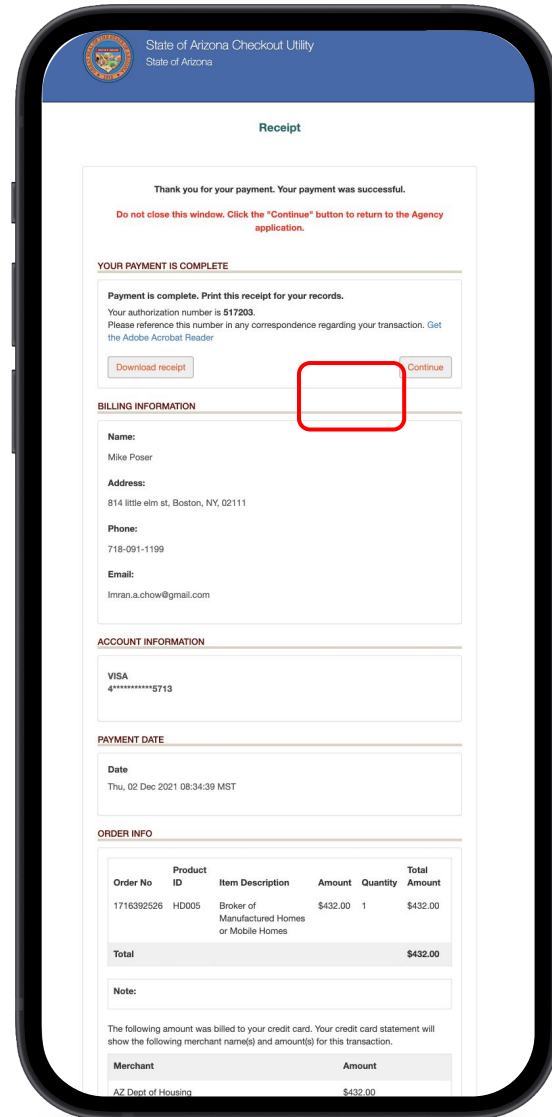 State of Arizona Checkout Utility
State of Arizona
Receipt
Thank you for your payment. Your payment was successful.
Do not close this window. Click the "Continue" button to return to the Agency
application.
YOUR PAYMENT IS COMPLETE
Payment is complete. Print this receipt for your records.
Your authorization number is 517203.
Please reference this number in any correspondence regarding your transaction. Get
the Adobe Acrobat Reader
Download receipt
Continue
BILLING INFORMATION
Name:
Mike Poser
Address:
814 little elm st, Boston, NY, 02111
Phone:
718-091-1199
Email:
Imran.a.chow@gmail.com
ACCOUNT INFORMATION
VISA
4***********5713
PAYMENT DATE
Date
Thu, 02 Dec 2021 08:34:39 MST
ORDER INFO
Order No Product ID Item Description Amount Quantity Total Amount
1716392526 HD005 Broker of Manufactured Homes or Mobile Homes $432.00 1 $432.00
Total $432.00
Note:
The following amount was billed to your credit card. Your credit card statement will
show the following merchant name(s) and amount(s) for this transaction.
Merchant Amount
AZ Dept of Housing $432.00